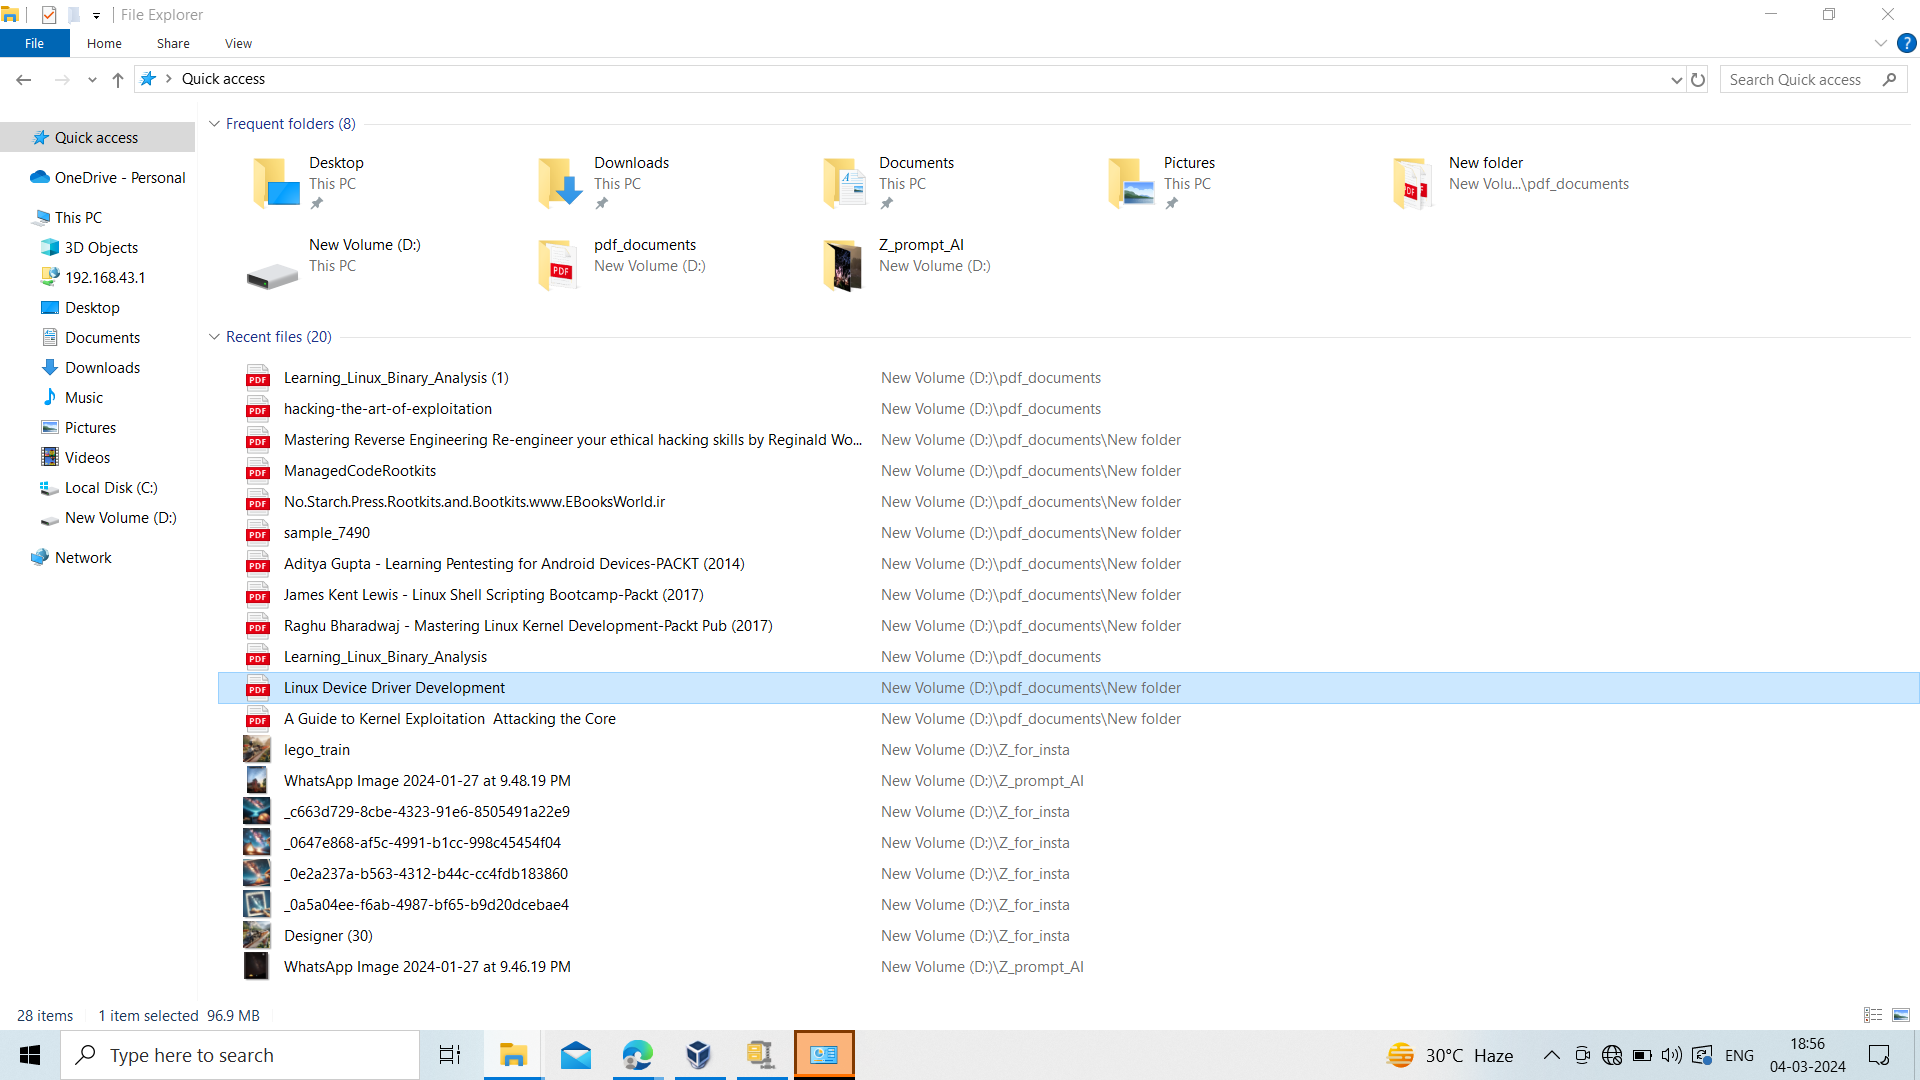 File Explorer
File Home Share View
Quick access
Search Quick access
Quick access
OneDrive - Personal
This PC
3D Objects
192.168.43.1
Desktop
Documents
Downloads
Music
Pictures
Videos
Local Disk (C:)
New Volume (D:)
Network
Frequent folders (8)
Desktop
This PC
Downloads
This PC
Documents
This PC
Pictures
This PC
New folder
New Volu...\pdf_documents
New Volume (D:)
This PC
pdf_documents
New Volume (D:)
Z_prompt_AI
New Volume (D:)
Recent files (20)
Learning_Linux_Binary_Analysis (1) New Volume (D:)\pdf_documents
hacking-the-art-of-exploitation New Volume (D:)\pdf_documents
Mastering Reverse Engineering Re-engineer your ethical hacking skills by Reginald Wo... New Volume (D:)\pdf_documents\New folder
ManagedCodeRootkits New Volume (D:)\pdf_documents\New folder
No.Starch.Press.Rootkits.and.Bootkits.www.EBooksWorld.ir New Volume (D:)\pdf_documents\New folder
sample_7490 New Volume (D:)\pdf_documents\New folder
Aditya Gupta - Learning Pentesting for Android Devices-PACKT (2014) New Volume (D:)\pdf_documents\New folder
James Kent Lewis - Linux Shell Scripting Bootcamp-Packt (2017) New Volume (D:)\pdf_documents\New folder
Raghu Bharadwaj - Mastering Linux Kernel Development-Packt Pub (2017) New Volume (D:)\pdf_documents\New folder
Learning_Linux_Binary_Analysis New Volume (D:)\pdf_documents
Linux Device Driver Development New Volume (D:)\pdf_documents\New folder
A Guide to Kernel Exploitation  Attacking the Core New Volume (D:)\pdf_documents\New folder
lego_train New Volume (D:)\Z_for_insta
WhatsApp Image 2024-01-27 at 9.48.19 PM New Volume (D:)\Z_prompt_AI
_c663d729-8cbe-4323-91e6-8505491a22e9 New Volume (D:)\Z_for_insta
_0647e868-af5c-4991-b1cc-998c45454f04 New Volume (D:)\Z_for_insta
_0e2a237a-b563-4312-b44c-cc4fdb183860 New Volume (D:)\Z_for_insta
_0a5a04ee-f6ab-4987-bf65-b9d20dcebae4 New Volume (D:)\Z_for_insta
Designer (30) New Volume (D:)\Z_for_insta
WhatsApp Image 2024-01-27 at 9.46.19 PM New Volume (D:)\Z_prompt_AI
28 items 1 item selected 96.9 MB
Type here to search
30°C Haze
ENG
18:56
04-03-2024